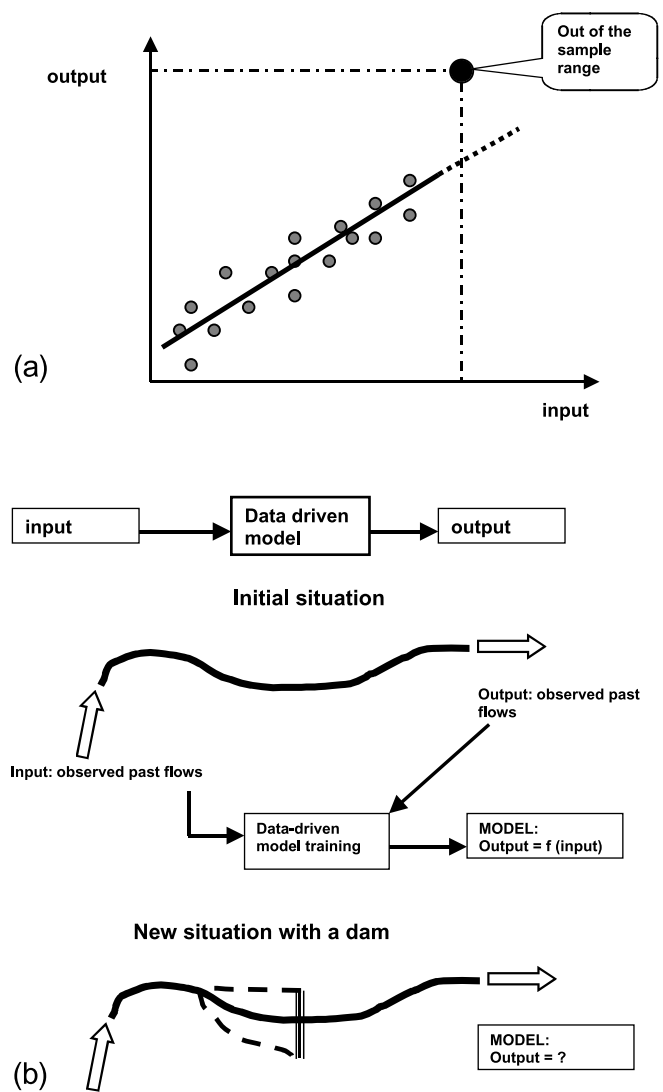 Out of the
sample
range
output
(a)
input
input
Data driven
model
output
Initial situation
Output: observed past
flows
Input: observed past flows
Data-driven
model training
MODEL:
Output = f (input)
New situation with a dam
MODEL:
Output = ?
(b)